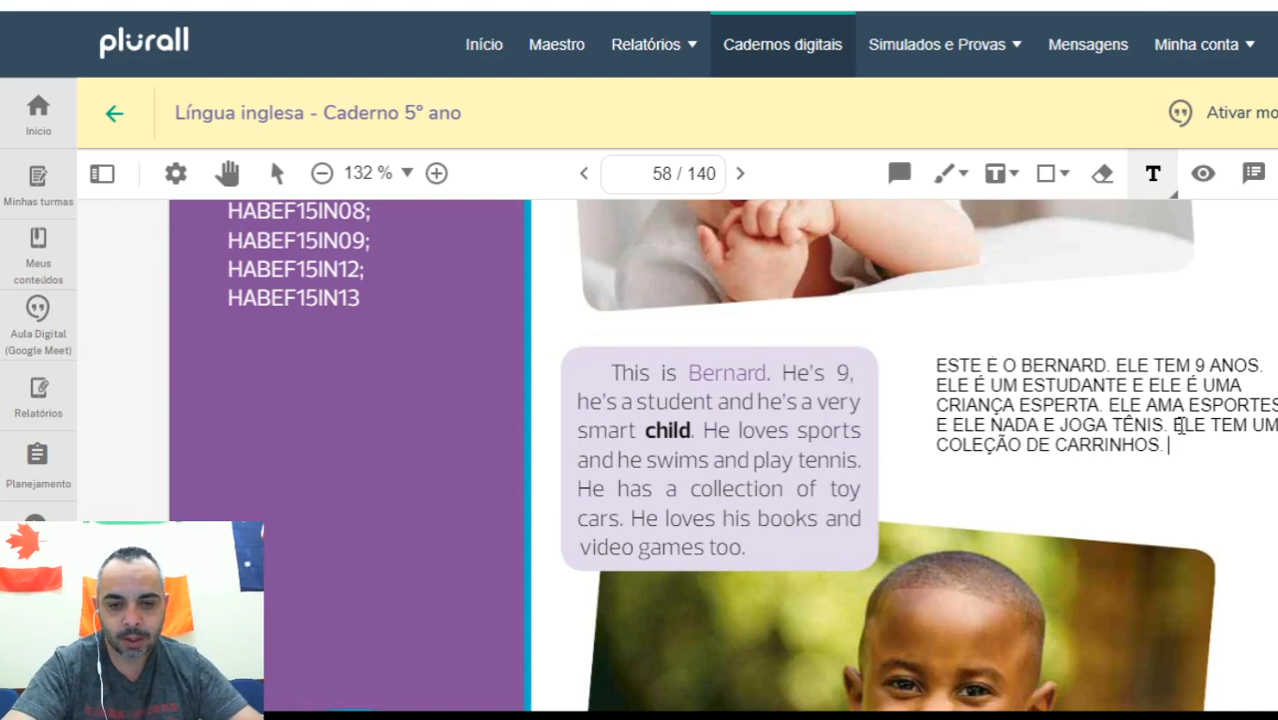 plurall
Início
Maestro
Relatórios
Cadernos digitais
Simulados e Provas
Mensagens
Minha conta
Língua inglesa - Caderno 5º ano
Ativar mo
132 %
58 / 140
T
T
Início
Minhas turmas
Meus
conteúdos
Aula Digital
(Google Meet)
Relatórios
Planejamento
HABEF15IN08;
HABEF15IN09;
HABEF15IN12;
HABEF15IN13
This is Bernard. He's 9,
he's a student and he's a very
smart child. He loves sports
and he swims and play tennis.
He has a collection of toy
cars. He loves his books and
video games too.
ESTE É O BERNARD. ELE TEM 9 ANOS.
ELE É UM ESTUDANTE E ELE É UMA
CRIANÇA ESPERTA. ELE AMA ESPORTES
E ELE NADA E JOGA TÊNIS. ELE TEM UM
COLEÇÃO DE CARRINHOS.